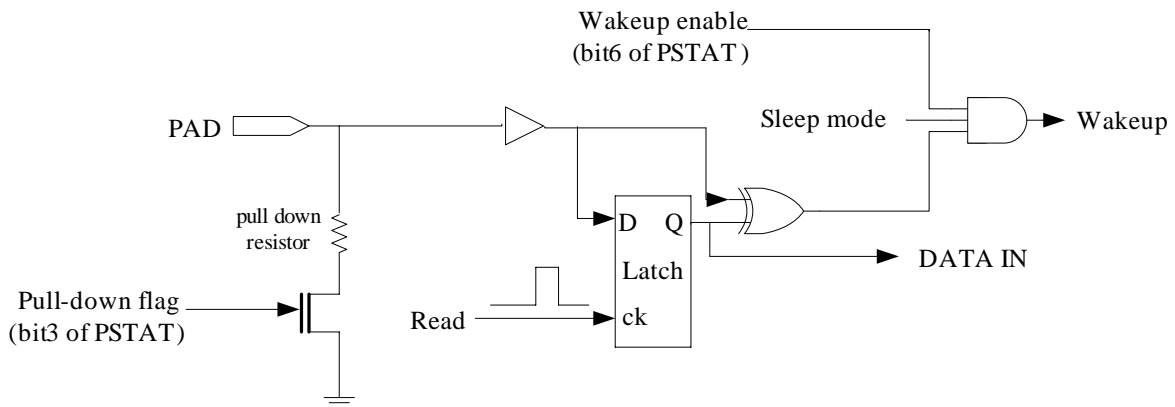 Wakeup enable
(bit6 of PSTAT)
PAD
Sleep mode
Wakeup
pull down
resistor
D Q
Latch
ck
DATA IN
Pull-down flag
(bit3 of PSTAT)
Read